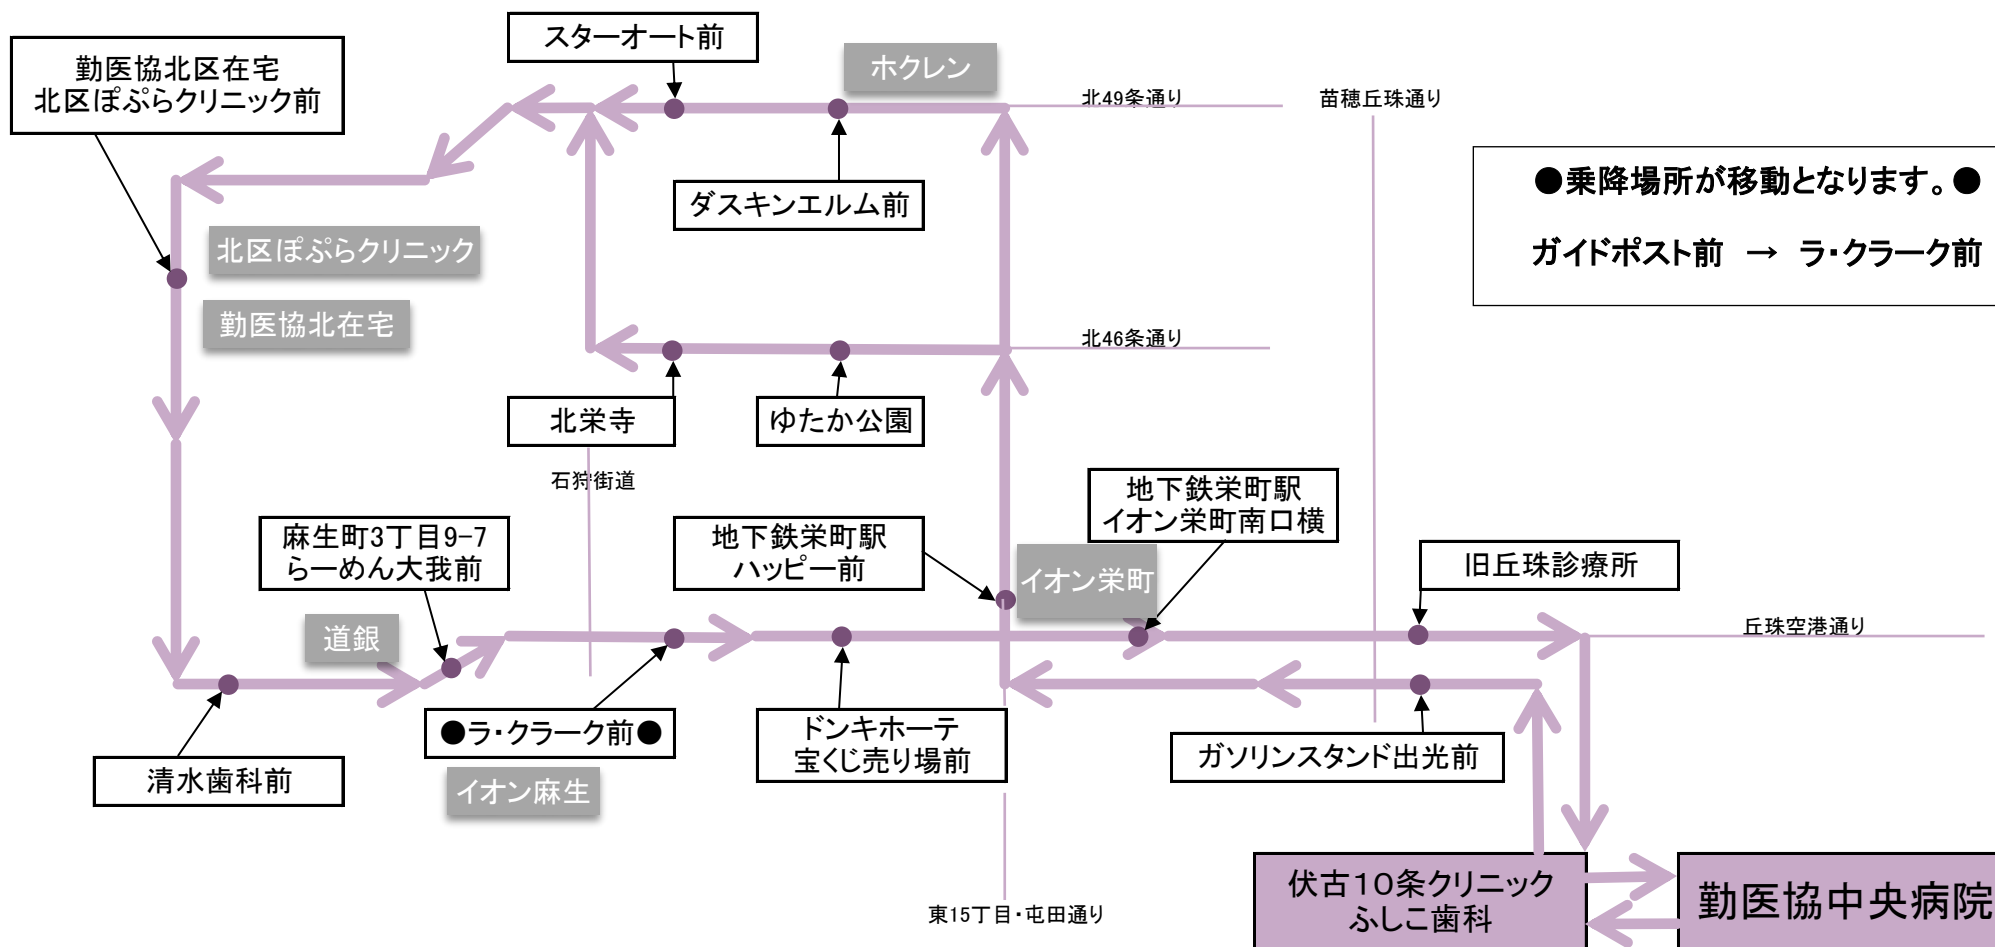 スターオート前
ホクレン
勤医協北区在宅
北区ぽぷらクリニック前
北49条通り
苗穂丘珠通り
●乗降場所が移動となります。●
ガイドポスト前 → ラ・クラーク前
ダスキンエルム前
北区ぽぷらクリニック
勤医協北在宅
北46条通り
北栄寺
ゆたか公園
石狩街道
地下鉄栄町駅
イオン栄町南口横
麻生町3丁目9-7
らーめん大我前
地下鉄栄町駅
ハッピー前
イオン栄町
旧丘珠診療所
道銀
丘珠空港通り
●ラ・クラーク前●
ドンキホーテ
宝くじ売り場前
ガソリンスタンド出光前
清水歯科前
イオン麻生
伏古10条クリニック
ふしこ歯科
勤医協中央病院
東15丁目・屯田通り